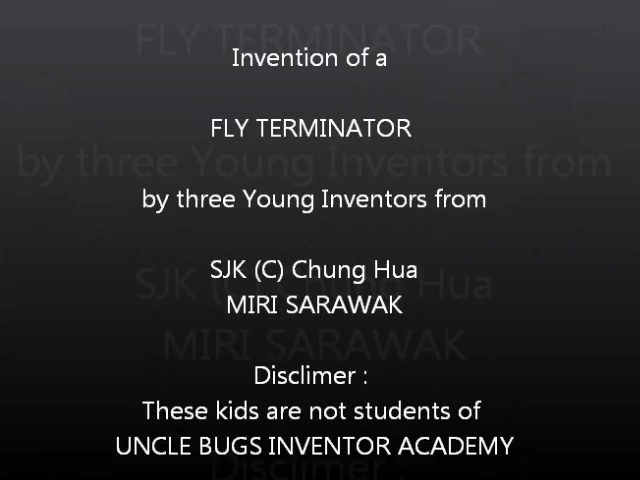 Invention of a
FLY TERMINATOR
by three Young Inventors from
SJK (C) Chung Hua
MIRI SARAWAK
Disclimer :
These kids are not students of
UNCLE BUGS INVENTOR ACADEMY